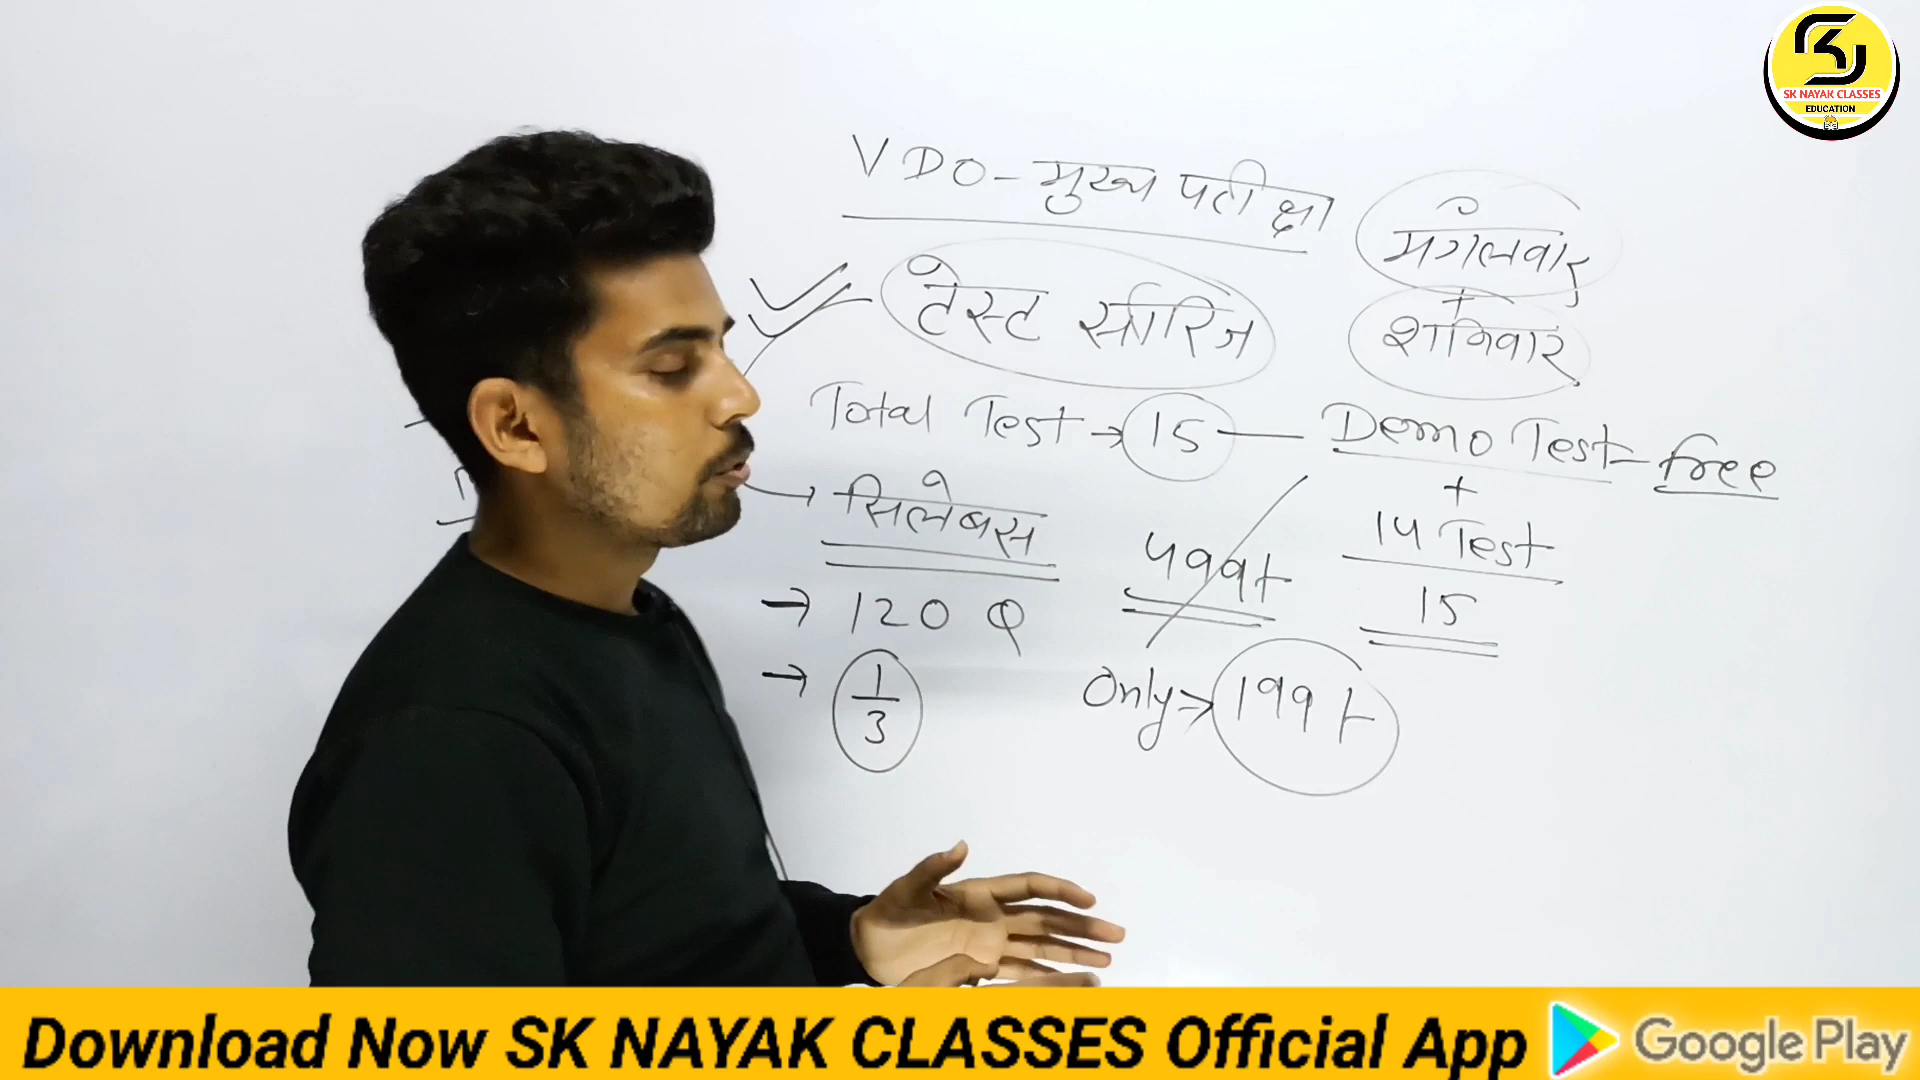 SK NAYAK CLASSES
EDUCATION
VDO - मुख्य परीक्षा
मंगलवार
+
शनिवार
टेस्ट सीरिज
Total Test → 15 — Demo Test = free
+
14 Test
15
→ सिलेबस
→ 120 Q
→ 1/3
499/-
Only ⇒ 199/-
Download Now SK NAYAK CLASSES Official App Google Play